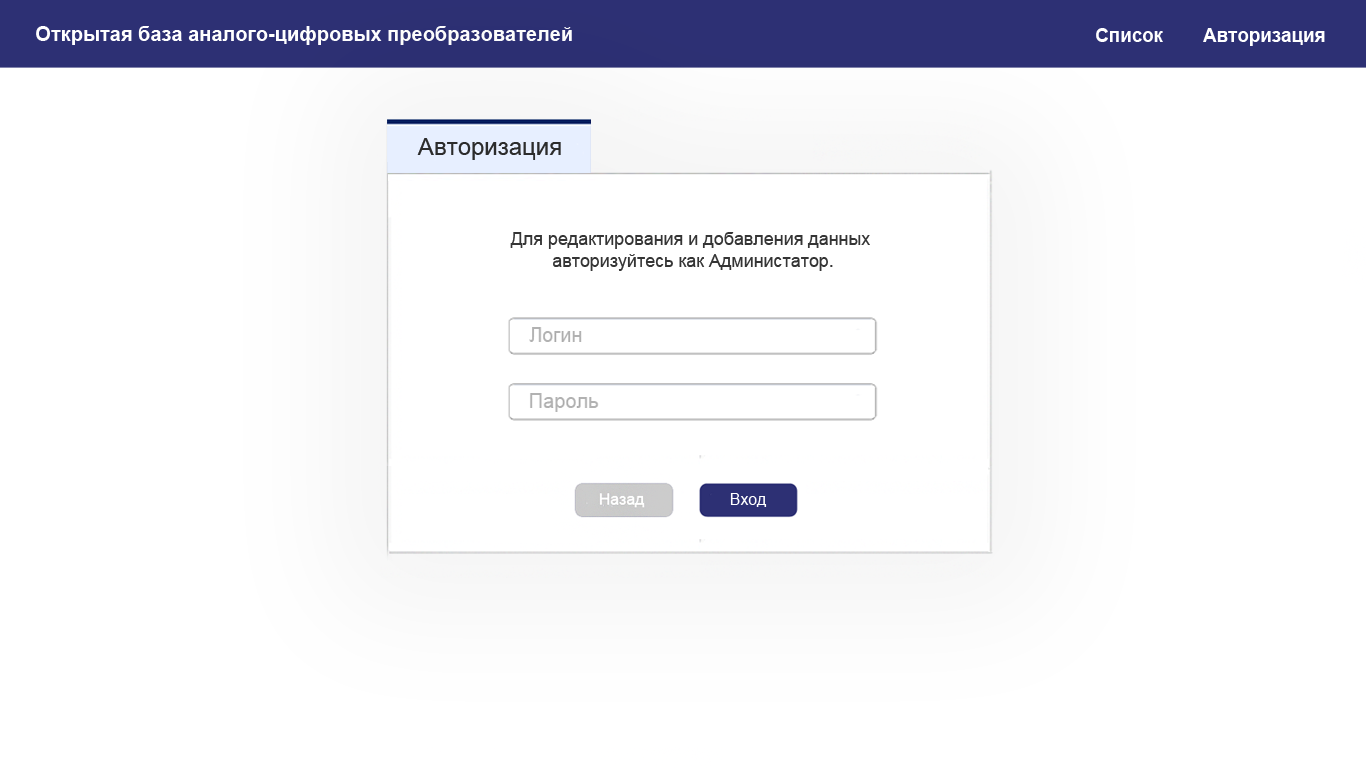 Открытая база аналого-цифровых преобразователей
Список
Авторизация
Авторизация
Для редактирования и добавления данных
авторизуйтесь как Администатор.
Логин
Пароль
Назад
Вход